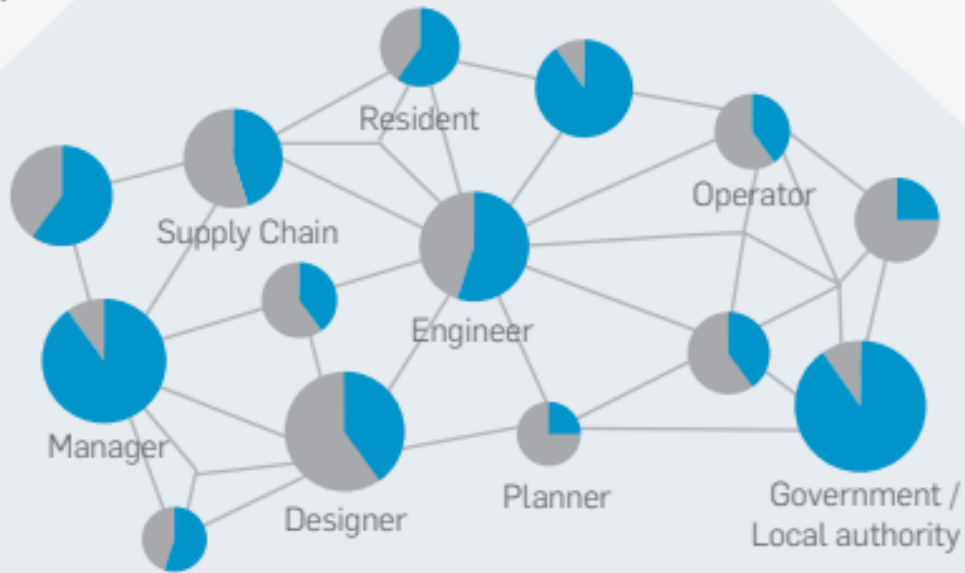 Resident
Operator
Supply Chain
Engineer
Manager
Designer
Planner
Government /
Local authority